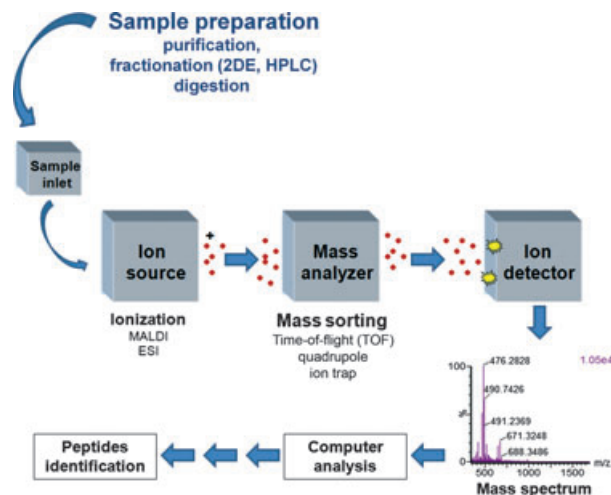 Sample preparation
purification,
fractionation (2DE, HPLC)
digestion
Sample
inlet
+
Ion
source
Mass
analyzer
Ion
detector
Ionization
MALDI
ESI
Mass sorting
Time-of-flight (TOF)
quadrupole
ion trap
100
476.2828
1.05e4
490.7426
%
491.2369
671.3248
688.3486
0
500
1000
1500
m/z
Mass spectrum
Computer
analysis
Peptides
identification